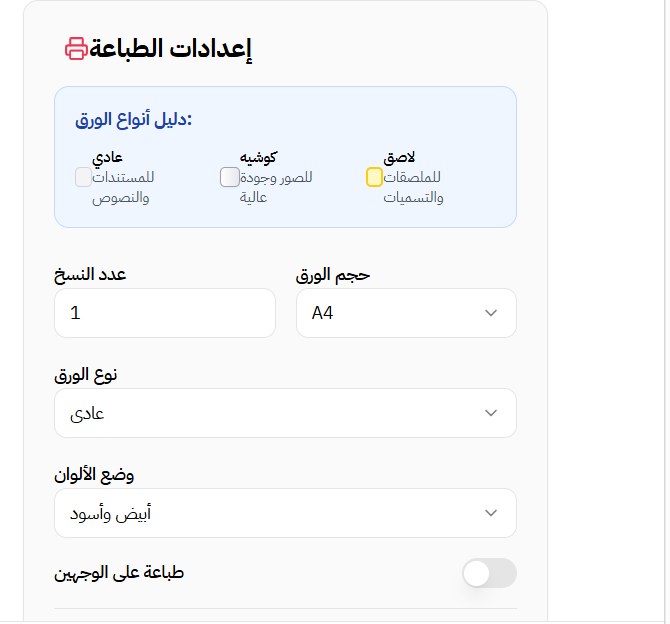 إعدادات الطباعة
دليل أنواع الورق:
عادي
للمستندات
والنصوص
كوشيه
للصور وجودة
عالية
لاصق
للملصقات
والتسميات
عدد النسخ
1
حجم الورق
A4
نوع الورق
عادى
وضع الألوان
أبيض وأسود
طباعة على الوجهين